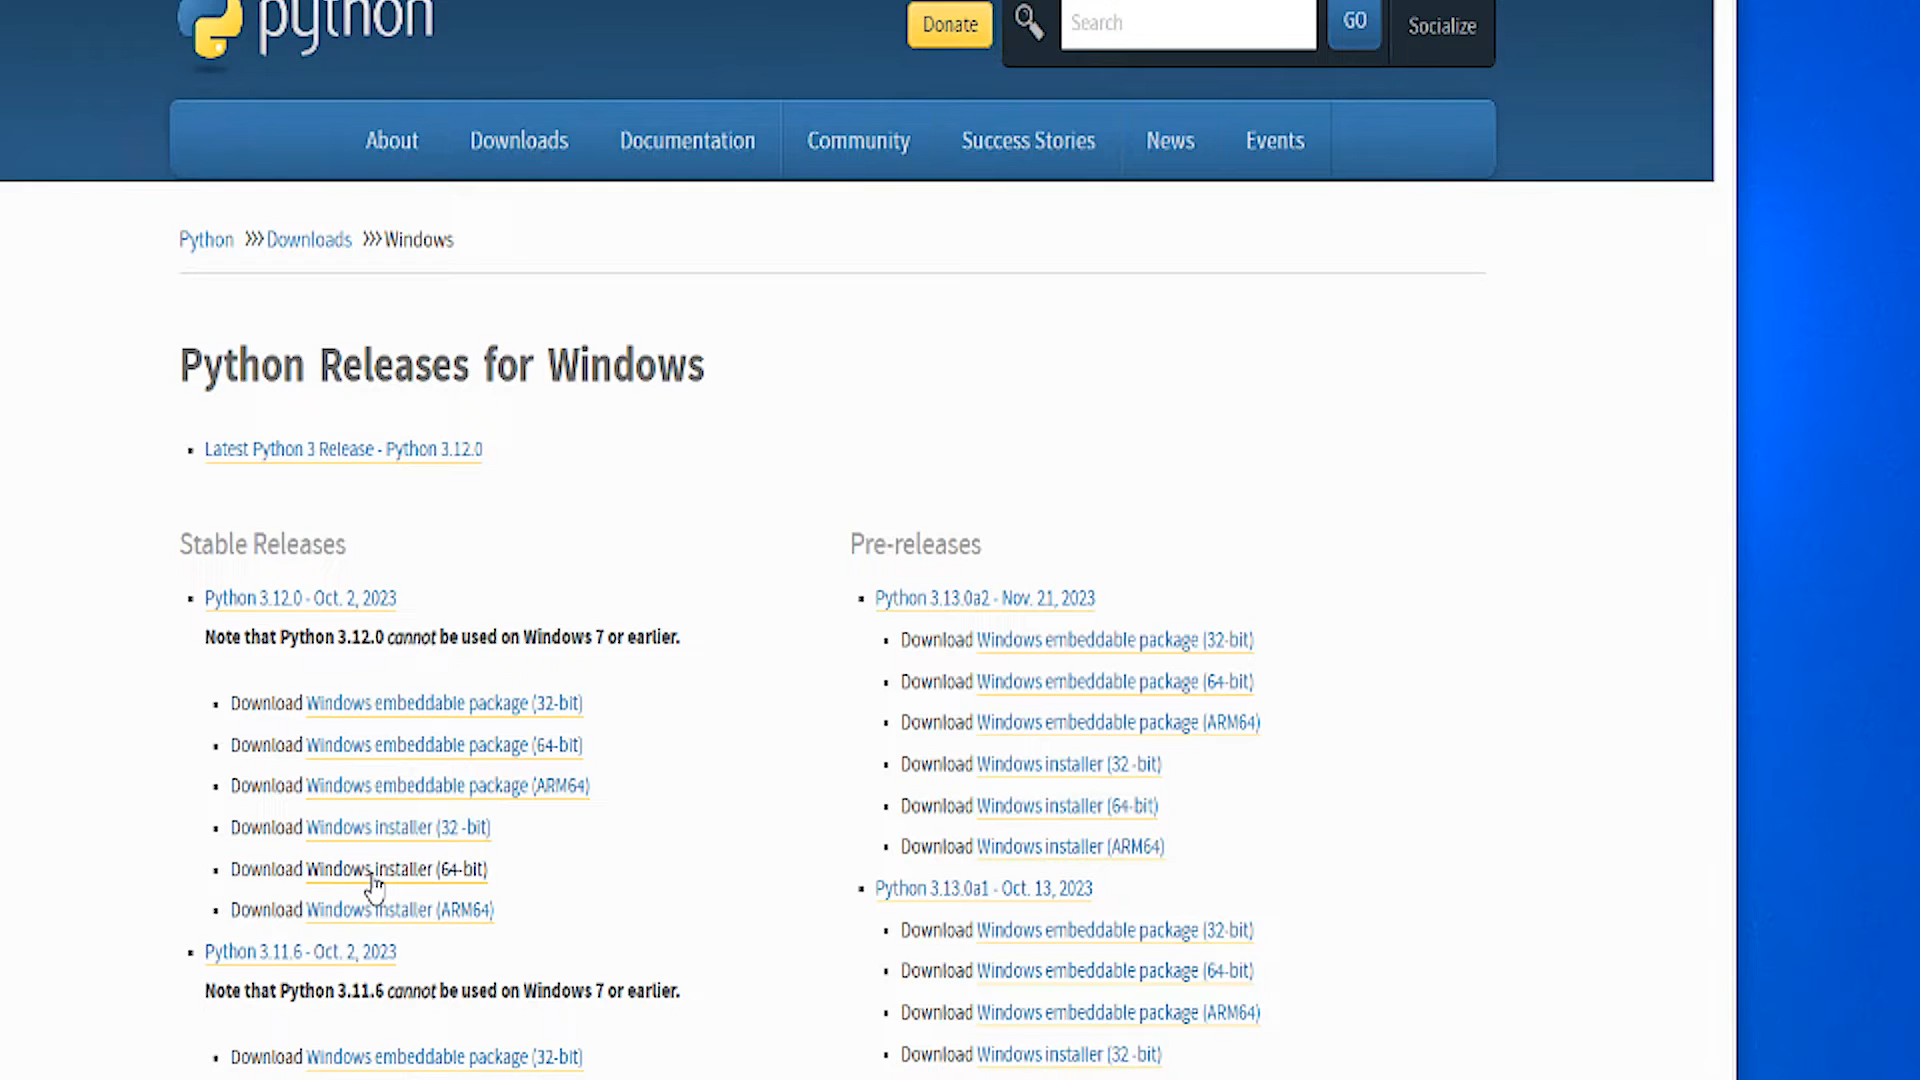 python
Donate
Search
GO
Socialize
About
Downloads
Documentation
Community
Success Stories
News
Events
Python >>> Downloads >>> Windows
Python Releases for Windows
Latest Python 3 Release - Python 3.12.0
Stable Releases
Python 3.12.0 - Oct. 2, 2023
Note that Python 3.12.0 cannot be used on Windows 7 or earlier.
Download Windows embeddable package (32-bit)
Download Windows embeddable package (64-bit)
Download Windows embeddable package (ARM64)
Download Windows installer (32 -bit)
Download Windows installer (64-bit)
Download Windows installer (ARM64)
Python 3.11.6 - Oct. 2, 2023
Note that Python 3.11.6 cannot be used on Windows 7 or earlier.
Download Windows embeddable package (32-bit)
Pre-releases
Python 3.13.0a2 - Nov. 21, 2023
Download Windows embeddable package (32-bit)
Download Windows embeddable package (64-bit)
Download Windows embeddable package (ARM64)
Download Windows installer (32 -bit)
Download Windows installer (64-bit)
Download Windows installer (ARM64)
Python 3.13.0a1 - Oct. 13, 2023
Download Windows embeddable package (32-bit)
Download Windows embeddable package (64-bit)
Download Windows embeddable package (ARM64)
Download Windows installer (32 -bit)